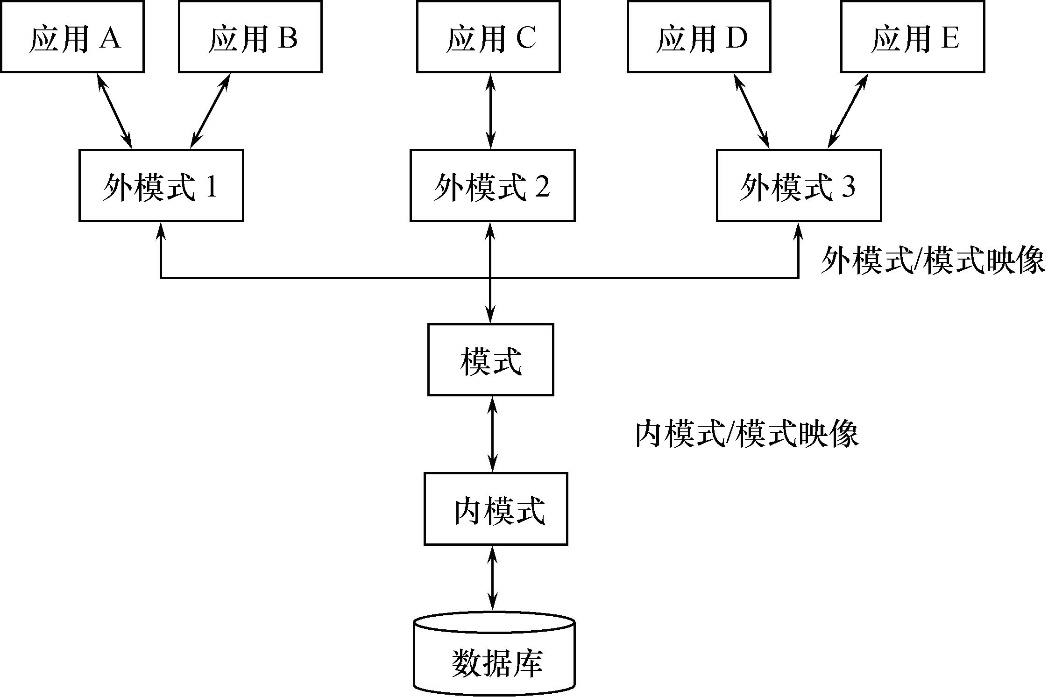 应用 A
应用 B
应用 C
应用 D
应用 E
外模式 1
外模式 2
外模式 3
外模式/模式映像
模式
内模式/模式映像
内模式
数据库